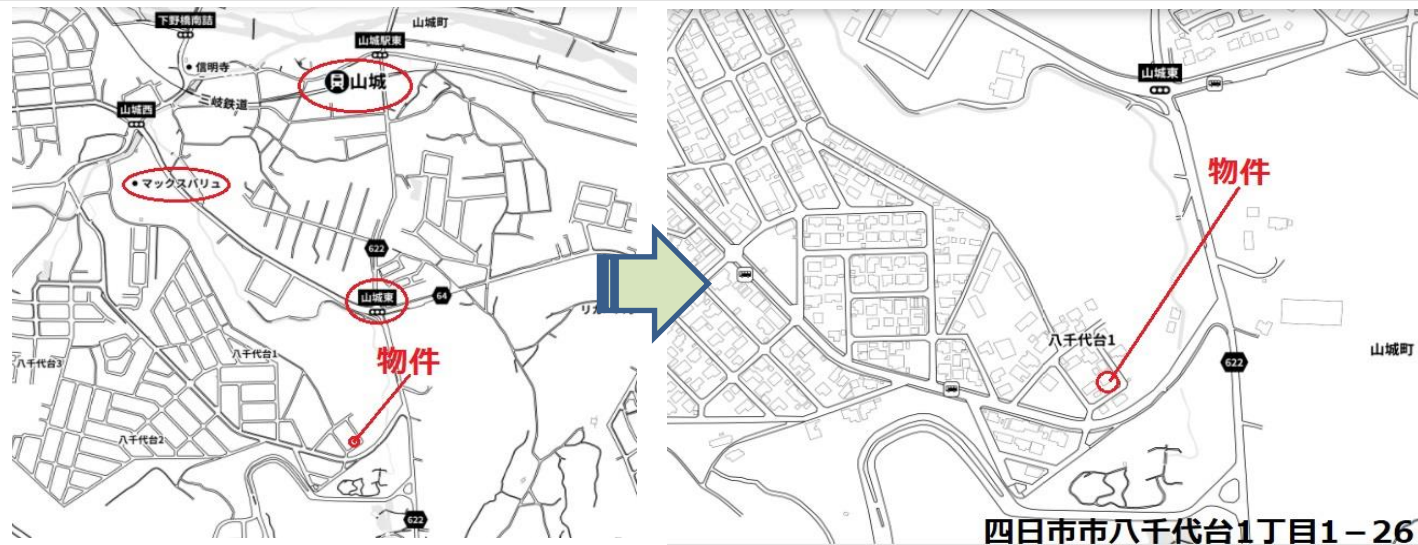 下野橋南詰
山城町
山城駅東
信明寺
山城
三岐鉄道
山城西
マックスバリュ
622
山城東
64
物件
八千代台1
八千代台3
八千代台2
622
山城東
物件
八千代台1
622
山城町
四日市市八千代台1丁目1－26